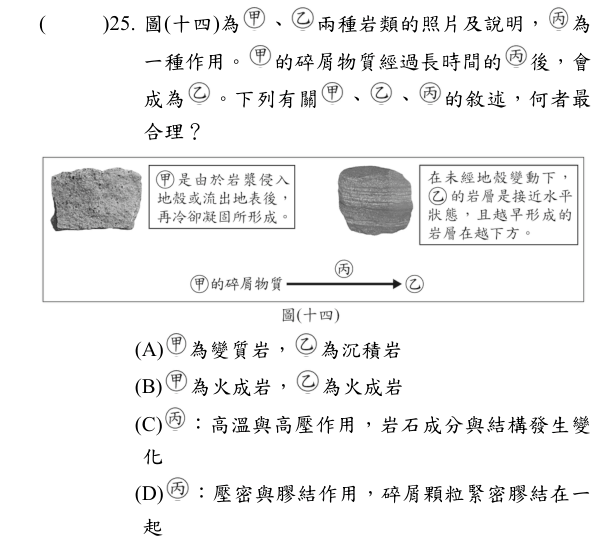 (　　)25. 圖(十四)為㊙甲、㊚乙兩種岩類的照片及說明，丙為
一種作用。甲的碎屑物質經過長時間的丙後，會
成為乙。下列有關甲、乙、丙的敘述，何者最
合理？
甲是由於岩漿侵入
地殼或流出地表後，
再冷卻凝固所形成。
在未經地殼變動下，
乙的岩層是接近水平
狀態，且越早形成的
岩層在越下方。
丙
甲的碎屑物質 → 乙
圖(十四)
(A)甲為變質岩，乙為沉積岩
(B)甲為火成岩，乙為火成岩
(C)丙：高溫與高壓作用，岩石成分與結構發生變
化
(D)丙：壓密與膠結作用，碎屑顆粒緊密膠結在一
起